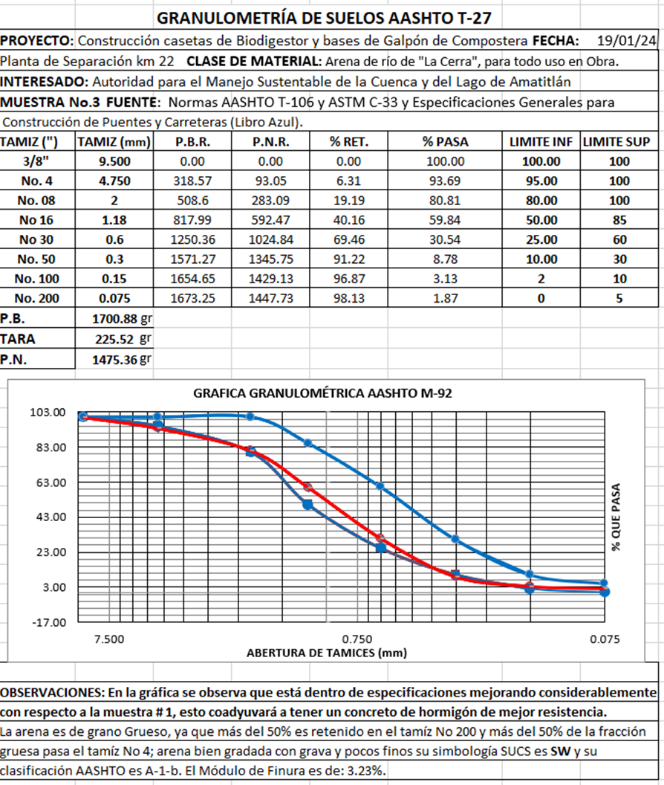 GRANULOMETRÍA DE SUELOS AASHTO T-27
PROYECTO: Construcción casetas de Biodigestor y bases de Galpón de Compostera FECHA: 19/01/24
Planta de Separación km 22 CLASE DE MATERIAL: Arena de río de "La Cerra", para todo uso en Obra.
INTERESADO: Autoridad para el Manejo Sustentable de la Cuenca y del Lago de Amatitlán
MUESTRA No.3 FUENTE: Normas AASHTO T-106 y ASTM C-33 y Especificaciones Generales para
Construcción de Puentes y Carreteras (Libro Azul).
TAMIZ (") TAMIZ (mm) P.B.R. P.N.R. % RET. % PASA LIMITE INF LIMITE SUP
3/8" 9.500 0.00 0.00 0.00 100.00 100.00 100
No. 4 4.750 318.57 93.05 6.31 93.69 95.00 100
No. 08 2 508.6 283.09 19.19 80.81 80.00 100
No 16 1.18 817.99 592.47 40.16 59.84 50.00 85
No 30 0.6 1250.36 1024.84 69.46 30.54 25.00 60
No. 50 0.3 1571.27 1345.75 91.22 8.78 10.00 30
No. 100 0.15 1654.65 1429.13 96.87 3.13 2 10
No. 200 0.075 1673.25 1447.73 98.13 1.87 0 5
P.B. 1700.88 gr
TARA 225.52 gr
P.N. 1475.36 gr
GRAFICA GRANULOMÉTRICA AASHTO M-92
103.00
83.00
63.00
43.00
23.00
3.00
-17.00
% QUE PASA
7.500 0.750 0.075
ABERTURA DE TAMICES (mm)
OBSERVACIONES: En la gráfica se observa que está dentro de especificaciones mejorando considerablemente
con respecto a la muestra # 1, esto coadyuvará a tener un concreto de hormigón de mejor resistencia.
La arena es de grano Grueso, ya que más del 50% es retenido en el tamíz No 200 y más del 50% de la fracción
gruesa pasa el tamíz No 4; arena bien gradada con grava y pocos finos su simbología SUCS es SW y su
clasificación AASHTO es A-1-b. El Módulo de Finura es de: 3.23%.